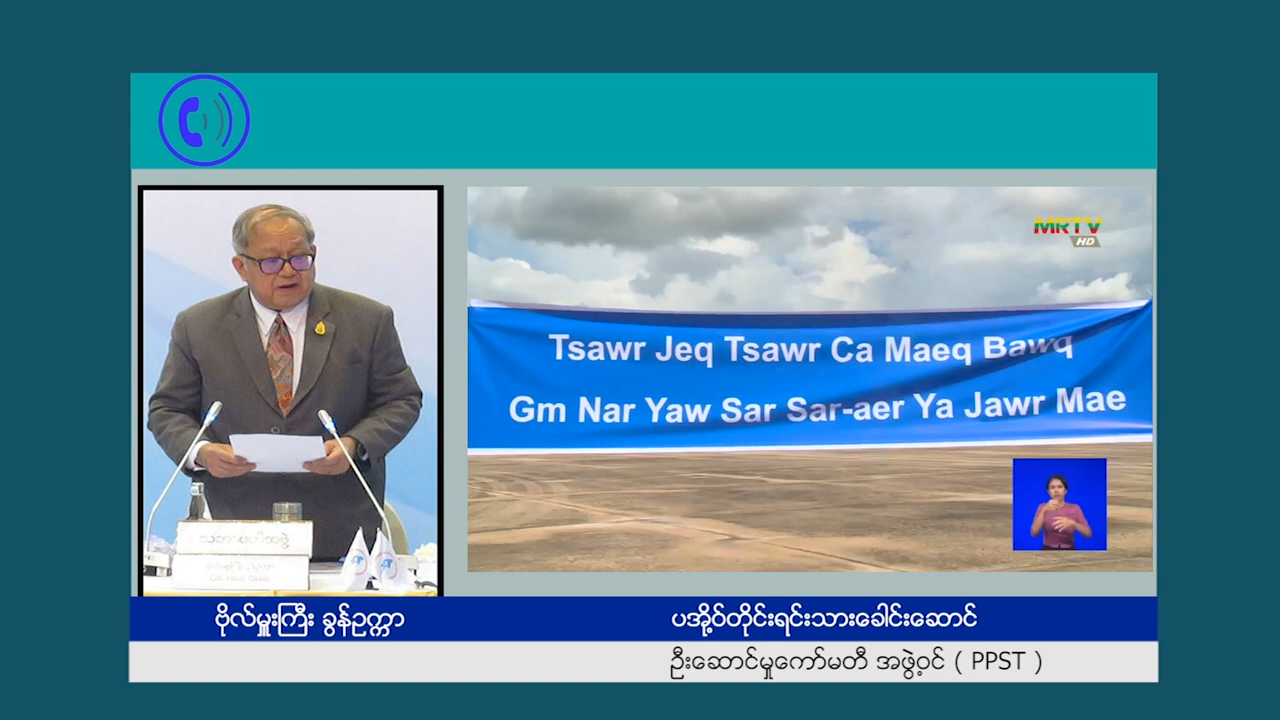 MRTV
HD
Tsawr Jeq Tsawr Ca Maeq Bawq
Gm Nar Yaw Sar Sar-aer Ya Jawr Mae
ဗိုလ်မှူးကြီး ခွန်ဥက္ကာ
ပအို့ဝ်တိုင်းရင်းသားခေါင်းဆောင်
ဦးဆောင်မှုကော်မတီ အဖွဲ့ဝင် ( PPST )